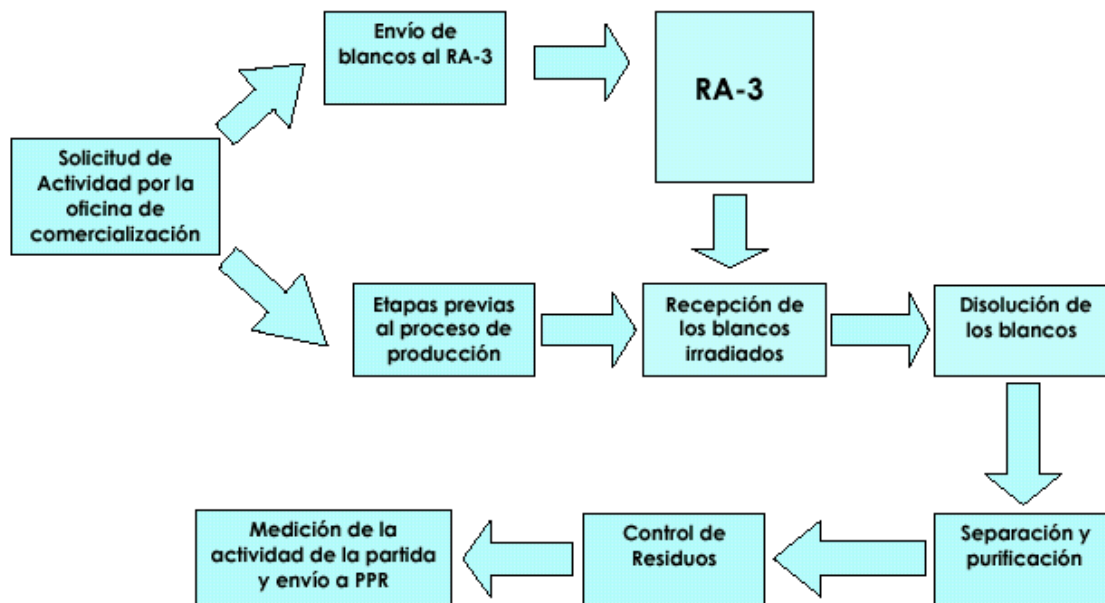 Envío de
blancos al RA-3
RA-3
Solicitud de
Actividad por la
oficina de
comercialización
Etapas previas
al proceso de
producción
Recepción de
los blancos
irradiados
Disolución de
los blancos
Medición de la
actividad de la partida
y envío a PPR
Control de
Residuos
Separación y
purificación